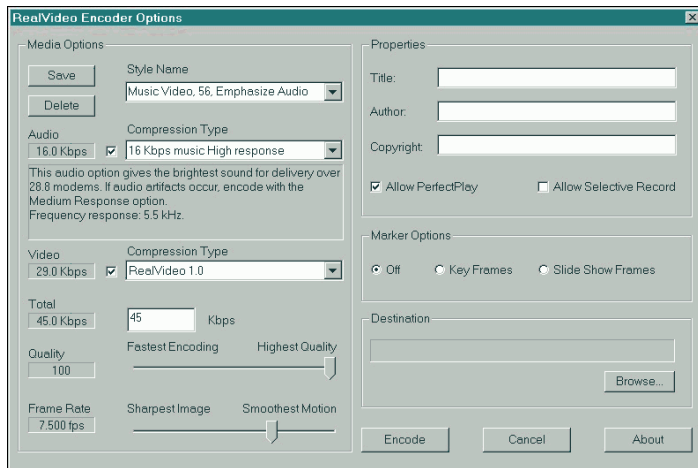 RealVideo Encoder Options
Media Options
Save
Delete
Style Name
Music Video, 56, Emphasize Audio
Audio
16.0 Kbps
Compression Type
16 Kbps music High response
This audio option gives the brightest sound for delivery over
28.8 modems. If audio artifacts occur, encode with the
Medium Response option.
Frequency response: 5.5 kHz.
Video
29.0 Kbps
Compression Type
RealVideo 1.0
Total
45.0 Kbps
45 Kbps
Quality
100
Fastest Encoding Highest Quality
Frame Rate
7.500 fps
Sharpest Image Smoothest Motion
Properties
Title:
Author:
Copyright:
Allow PerfectPlay Allow Selective Record
Marker Options
Off Key Frames Slide Show Frames
Destination
Browse...
Encode Cancel About